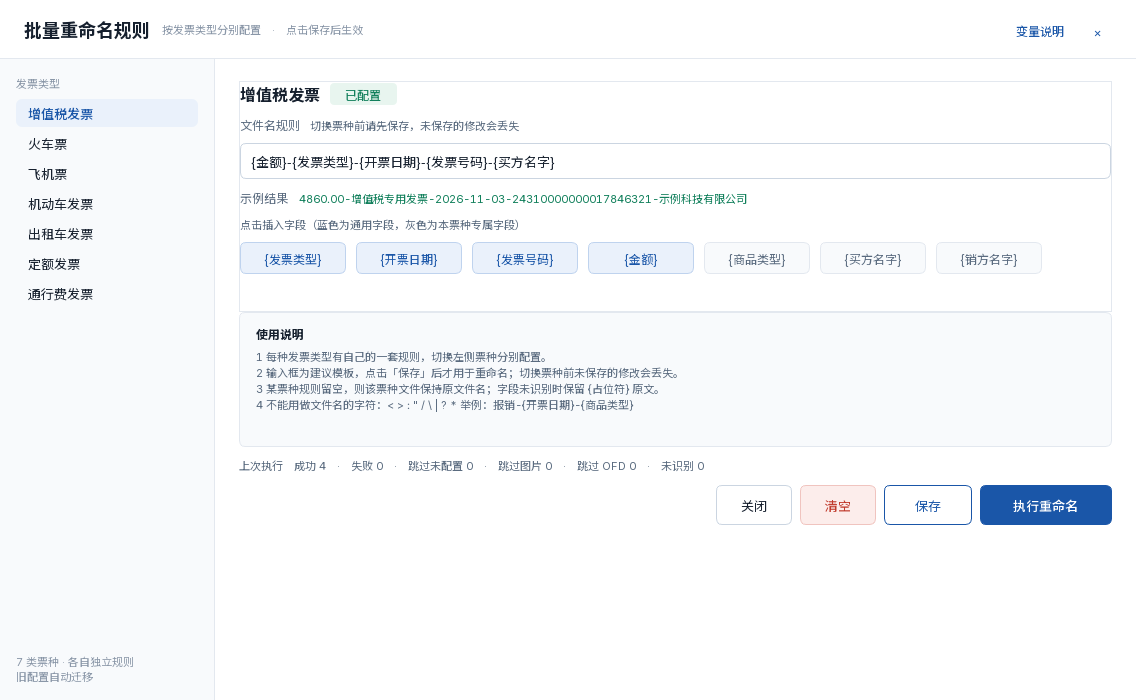 批量重命名规则 按发票类型分别配置 · 点击保存后生效 变量说明 ×
发票类型
增值税发票
火车票
飞机票
机动车发票
出租车发票
定额发票
通行费发票
7 类票种 · 各自独立规则
旧配置自动迁移
增值税发票 已配置
文件名规则 切换票种前请先保存，未保存的修改会丢失
{金额}-{发票类型}-{开票日期}-{发票号码}-{买方名字}
示例结果 4860.00-增值税专用发票-2026-11-03-24310000000017846321-示例科技有限公司
点击插入字段（蓝色为通用字段，灰色为本票种专属字段）
{发票类型} {开票日期} {发票号码} {金额} {商品类型} {买方名字} {销方名字}
使用说明
1 每种发票类型有自己的一套规则，切换左侧票种分别配置。
2 输入框为建议模板，点击「保存」后才用于重命名；切换票种前未保存的修改会丢失。
3 某票种规则留空，则该票种文件保持原文件名；字段未识别时保留 {占位符} 原文。
4 不能用做文件名的字符：< > : " / \ | ? * 举例：报销-{开票日期}-{商品类型}
上次执行 成功 4 · 失败 0 · 跳过未配置 0 · 跳过图片 0 · 跳过 OFD 0 · 未识别 0
关闭 清空 保存 执行重命名